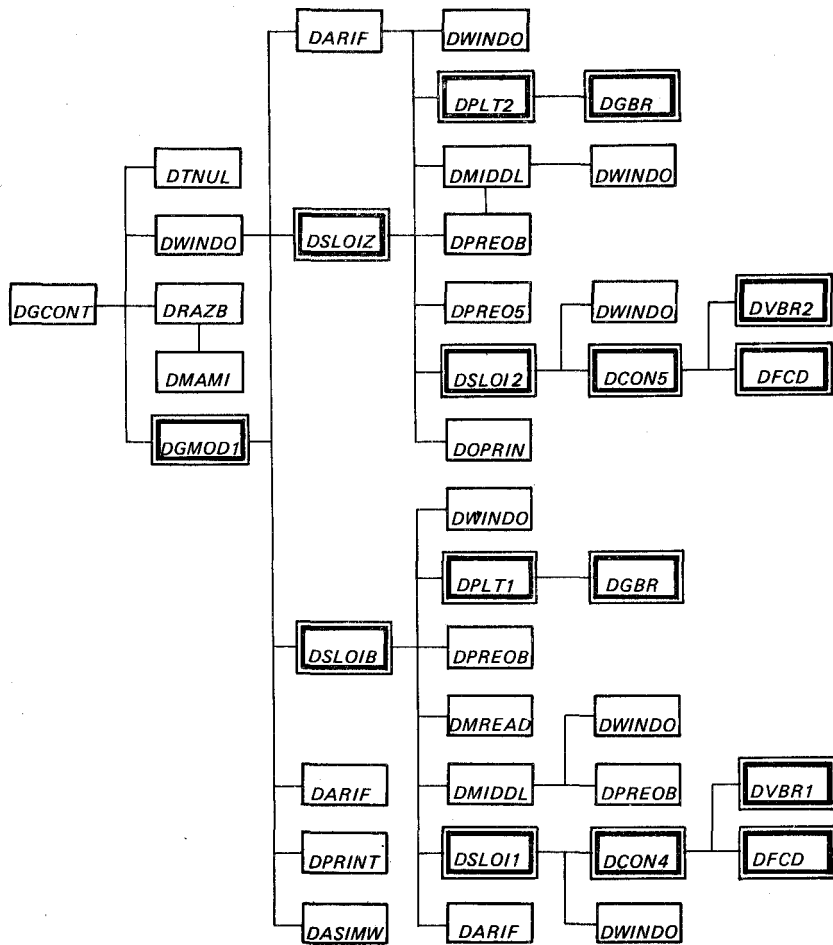 DARIF
DWINDO
DPLT2
DGBR
DTNUL
DMIDDL
DWINDO
DWINDO
DSLOIZ
DPREOB
DGCONT
DRAZB
DPREO5
DWINDO
DVBR2
DMAMI
DSLOI2
DCON5
DFCD
DGMOD1
DOPRIN
DWINDO
DPLT1
DGBR
DSLOIB
DPREOB
DMREAD
DWINDO
DARIF
DMIDDL
DPREOB
DVBR1
DPRINT
DSLOI1
DCON4
DFCD
DASIMW
DARIF
DWINDO